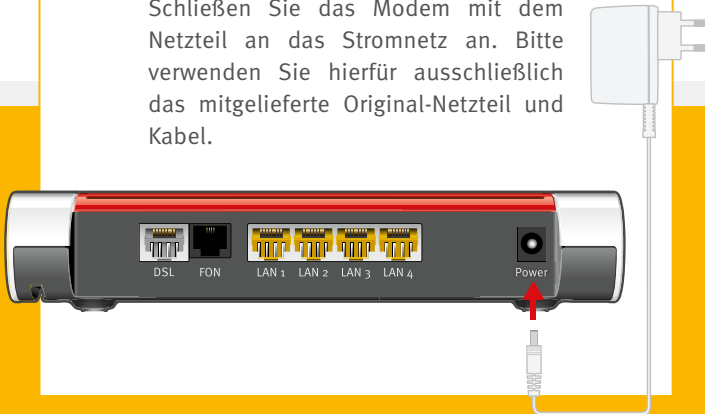 Schließen Sie das Modem mit dem
Netzteil an das Stromnetz an. Bitte
verwenden Sie hierfür ausschließlich
das mitgelieferte Original-Netzteil und
Kabel.
DSL FON LAN 1 LAN 2 LAN 3 LAN 4 Power